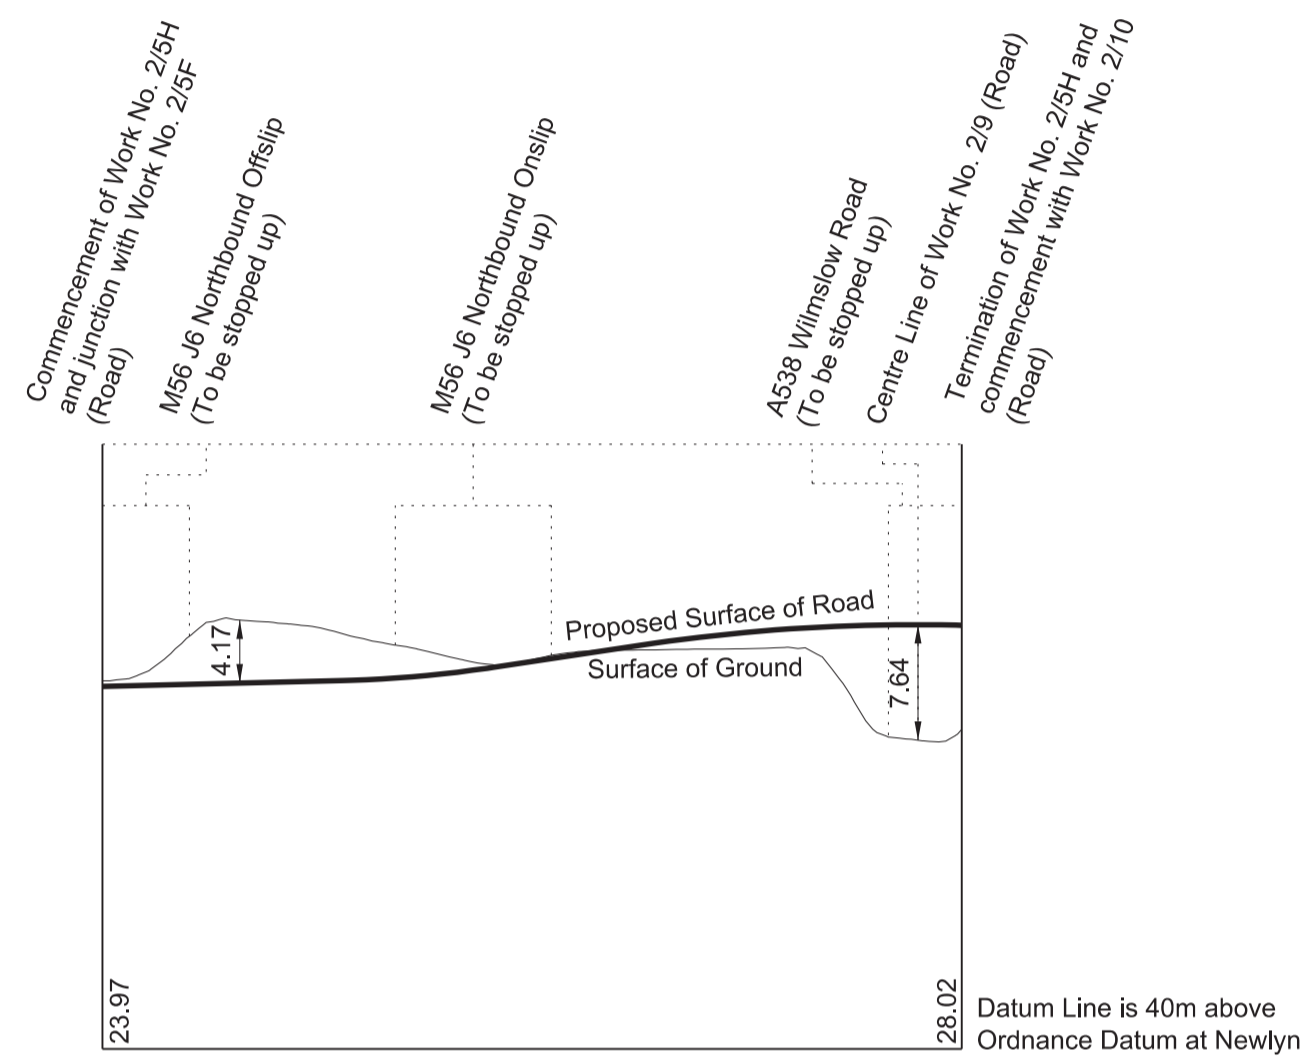 Commencement of Work No. 2/5H
and junction with Work No. 2/5F
(Road)
M56 J6 Northbound Offslip
(To be stopped up)
M56 J6 Northbound Onslip
(To be stopped up)
A538 Wilmslow Road
(To be stopped up)
Centre Line of Work No. 2/9 (Road)
Termination of Work No. 2/5H and
commencement with Work No. 2/10
(Road)
Proposed Surface of Road
4.17
Surface of Ground
7.64
23.97
28.02
Datum Line is 40m above
Ordnance Datum at Newlyn